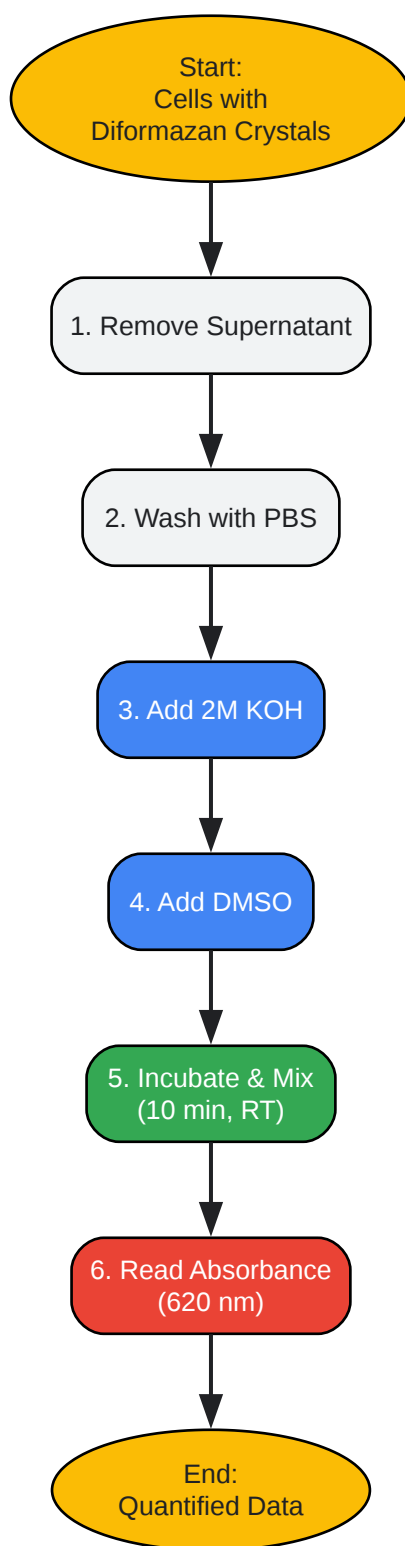 Start:
Cells with
Diformazan Crystals
1. Remove Supernatant
2. Wash with PBS
3. Add 2M KOH
4. Add DMSO
5. Incubate & Mix
(10 min, RT)
6. Read Absorbance
(620 nm)
End:
Quantified Data